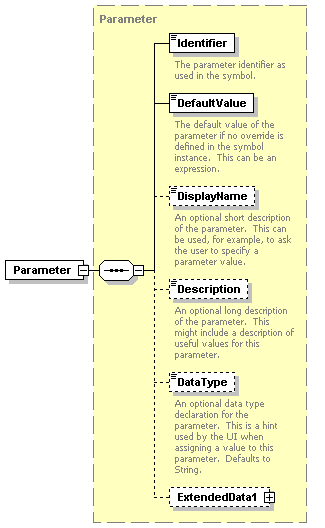 Parameter
Identifier
The parameter identifier as
used in the symbol.
DefaultValue
The default value of the
parameter if no override is
defined in the symbol
instance.  This can be an
expression.
DisplayName
An optional short description
of the parameter.  This can
be used, for example, to ask
the user to specify a
parameter value.
Parameter
Description
An optional long description
of the parameter.  This
might include a description of
useful values for this
parameter.
DataType
An optional data type
declaration for the
parameter.  This is a hint
used by the UI when
assigning a value to this
parameter.  Defaults to
String.
ExtendedData1